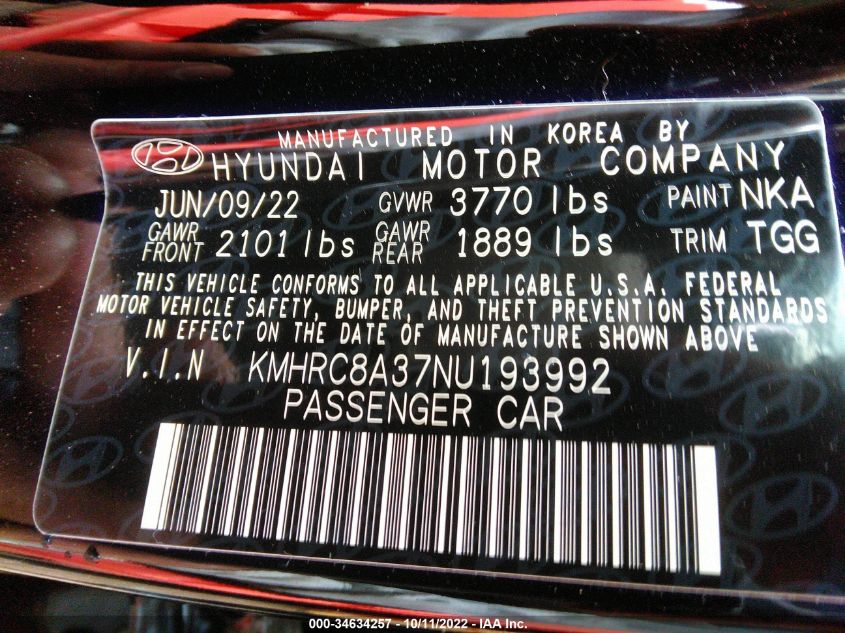 MANUFACTURED IN KOREA BY
HYUNDAI MOTOR COMPANY
JUN/09/22 GVWR 3770 lbs PAINT NKA
GAWR FRONT 2101 lbs GAWR REAR 1889 lbs TRIM TGG
THIS VEHICLE CONFORMS TO ALL APPLICABLE U.S.A. FEDERAL
MOTOR VEHICLE SAFETY, BUMPER, AND THEFT PREVENTION STANDARDS
IN EFFECT ON THE DATE OF MANUFACTURE SHOWN ABOVE
V.I.N KMHRC8A37NU193992
PASSENGER CAR
000-34634257 - 10/11/2022 - IAA Inc.